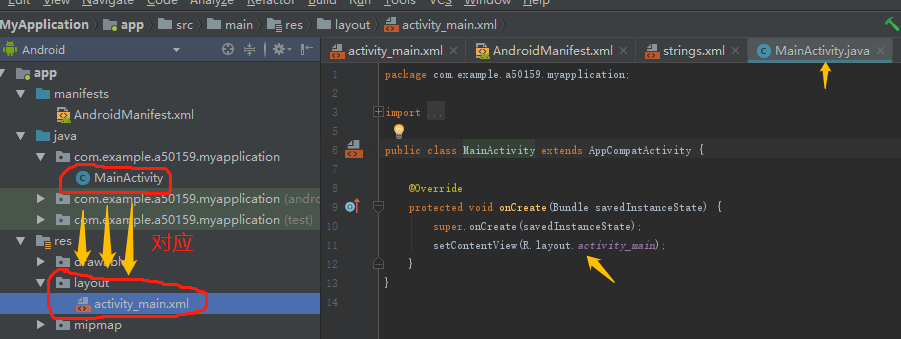 File Edit View Navigate Code Analyze Refactor Build Run Tools VCS Window Help
MyApplication app src main res layout activity_main.xml
Android
app
manifests
AndroidManifest.xml
java
com.example.a50159.myapplication
MainActivity
com.example.a50159.myapplication (andro
com.example.a50159.myapplication (test)
对应
res
drawabl
layout
activity_main.xml
mipmap
activity_main.xml AndroidManifest.xml strings.xml MainActivity.java
1 package com.example.a50159.myapplication;
2
3 import ...
5
6 public class MainActivity extends AppCompatActivity {
7
8 @Override
9 protected void onCreate(Bundle savedInstanceState) {
10 super.onCreate(savedInstanceState);
11 setContentView(R.layout.activity_main);
12 }
13 }
14